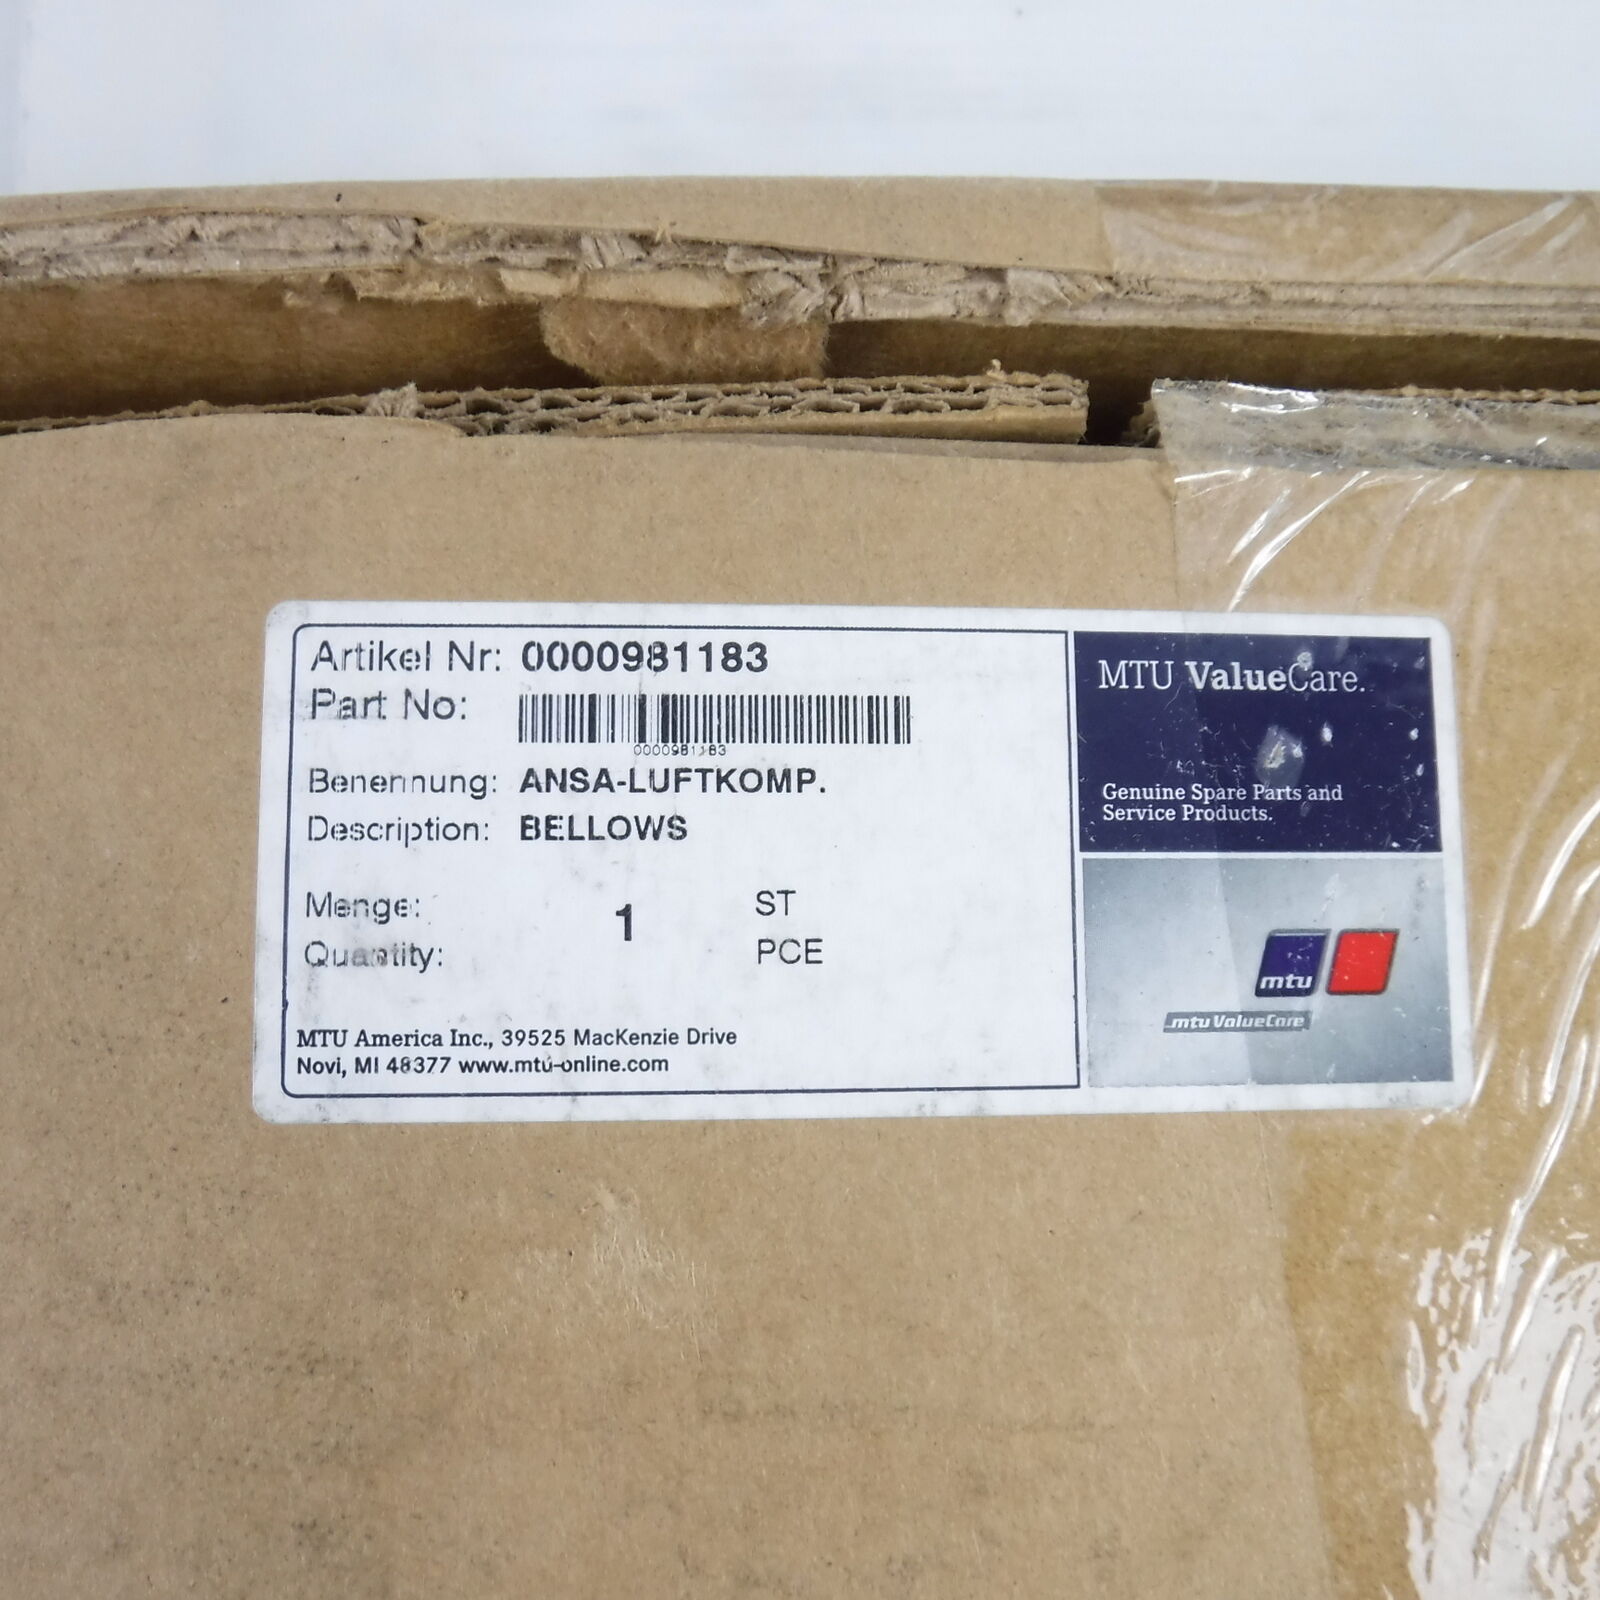 Artikel Nr: 0000981183
Part No:
0000981183
Benennung: ANSA-LUFTKOMP.
Description: BELLOWS
Menge: 1 ST
Quantity: PCE
MTU America Inc., 39525 MacKenzie Drive
Novi, MI 48377 www.mtu-online.com
MTU ValueCare.
Genuine Spare Parts and
Service Products.
mtu
mtu ValueCare